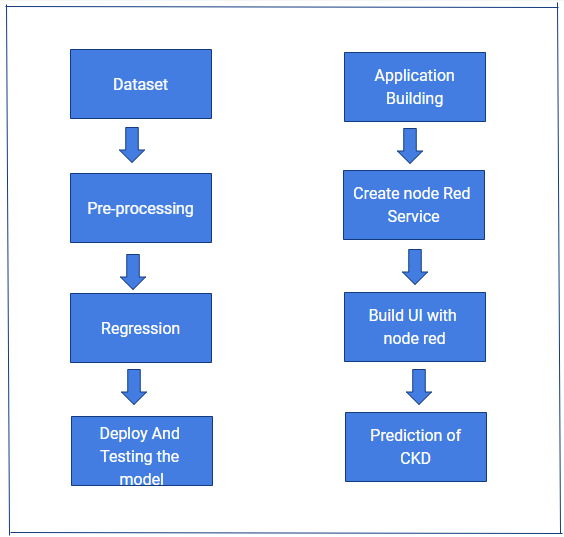 Dataset
Pre-processing
Regression
Deploy And
Testing the
model
Application
Building
Create node Red
Service
Build UI with
node red
Prediction of
CKD